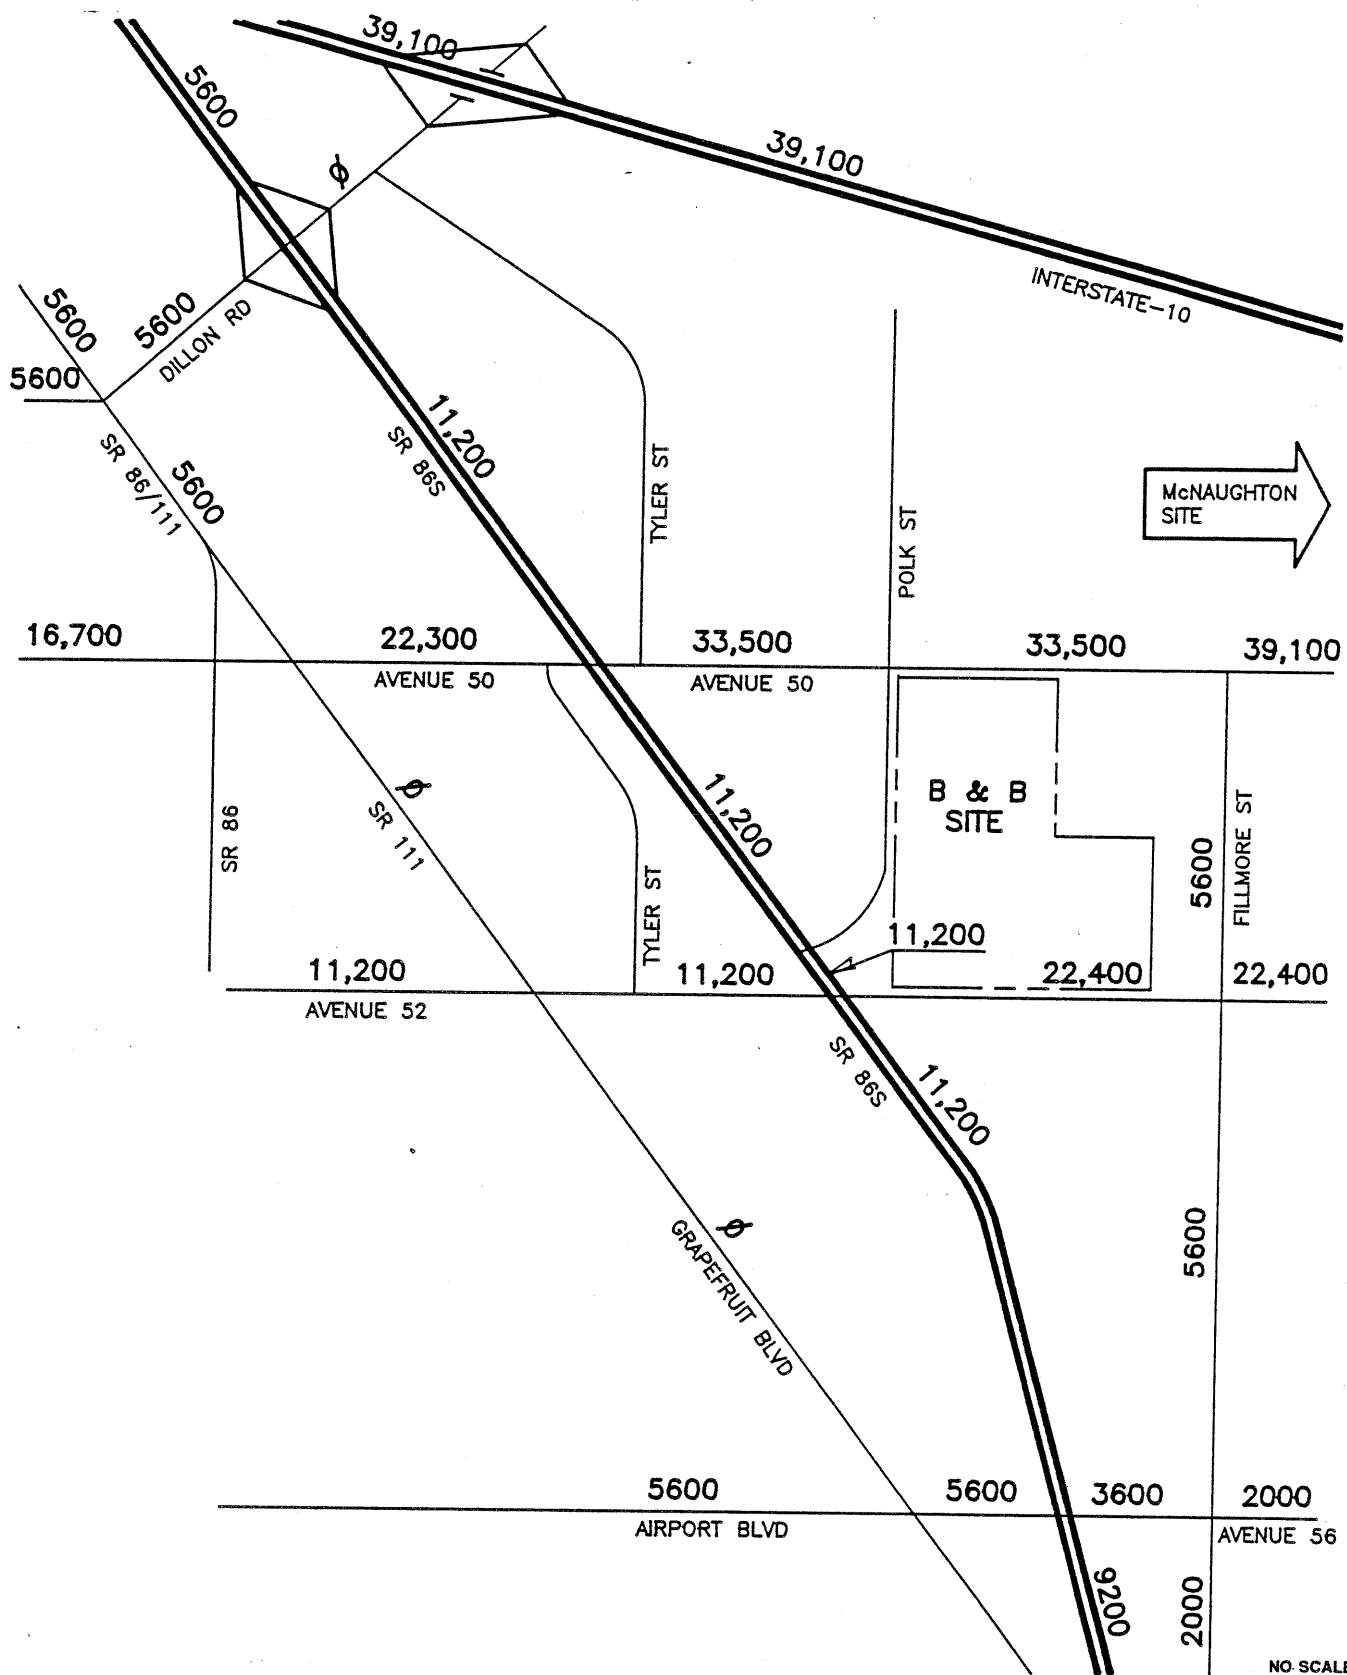 39,100
5600
Ø
39,100
INTERSTATE-10
5600
5600
DILLON RD
5600
11,200
SR 86S
SR 86/111
5600
TYLER ST
POLK ST
McNAUGHTON
SITE
16,700
22,300
33,500
33,500
39,100
AVENUE 50
AVENUE 50
Ø
SR 111
SR 86
11,200
B & B
SITE
5600
FILLMORE ST
TYLER ST
11,200
11,200
11,200
22,400
22,400
AVENUE 52
SR 86S
11,200
Ø
GRAPEFRUIT BLVD
5600
5600
5600
3600
2000
AIRPORT BLVD
AVENUE 56
9200
2000
NO SCALE